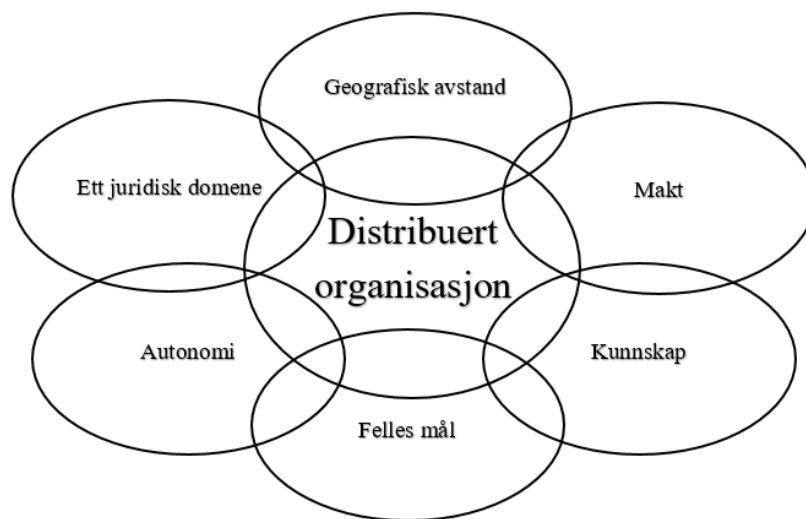 Geografisk avstand
Ett juridisk domene
Makt
Distribuert
organisasjon
Autonomi
Kunnskap
Felles mål